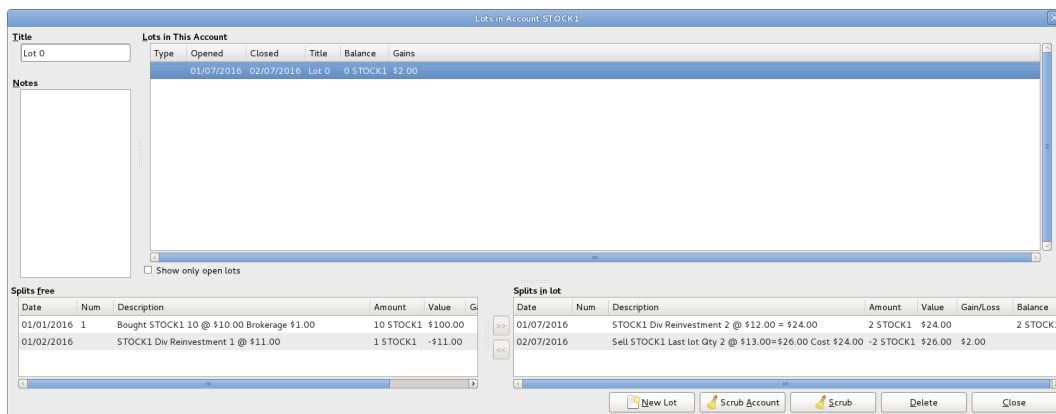 Lots in Account STOCK1
Title
Lot 0
Notes
Lots in This Account
Type Opened Closed Title Balance Gains
01/07/2016 02/07/2016 Lot 0 0 STOCK1 $2.00
Show only open lots
Splits free
Date Num Description Amount Value
01/01/2016 1 Bought STOCK1 10 @ $10.00 Brokerage $1.00 10 STOCK1 $100.00
01/02/2016 STOCK1 Div Reinvestment 1 @ $11.00 1 STOCK1 -$11.00
>>
<<
Splits in lot
Date Num Description Amount Value Gain/Loss Balance
01/07/2016 STOCK1 Div Reinvestment 2 @ $12.00 = $24.00 2 STOCK1 $24.00 2 STOCK1
02/07/2016 Sell STOCK1 Last lot Qty 2 @ $13.00=$26.00 Cost $24.00 -2 STOCK1 $26.00 $2.00
New Lot Scrub Account Scrub Delete Close